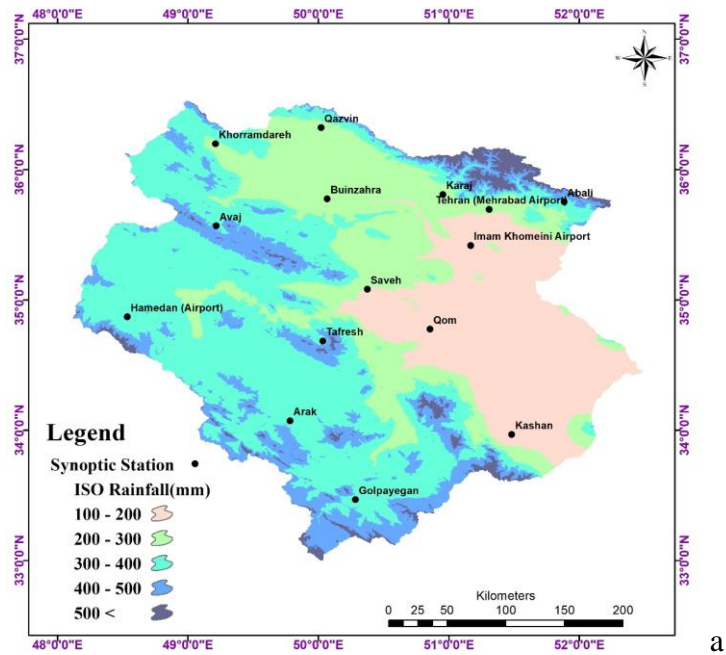 48°0'0"E 49°0'0"E 50°0'0"E 51°0'0"E 52°0'0"E
37°0'0"N 37°0'0"N
N
W E
S
Qazvin
Khorramdareh
36°0'0"N 36°0'0"N
Karaj
Buinzahra Abali
Tehran (Mehrabad Airport)
Avaj
Imam Khomeini Airport
Saveh
35°0'0"N 35°0'0"N
Hamedan (Airport)
Qom
Tafresh
Arak
34°0'0"N Kashan 34°0'0"N
Legend
Synoptic Station
ISO Rainfall(mm)
Golpayegan
100 - 200
200 - 300
300 - 400
33°0'0"N 33°0'0"N
400 - 500
500 <
Kilometers
0 25 50 100 150 200
48°0'0"E 49°0'0"E 50°0'0"E 51°0'0"E 52°0'0"E
a